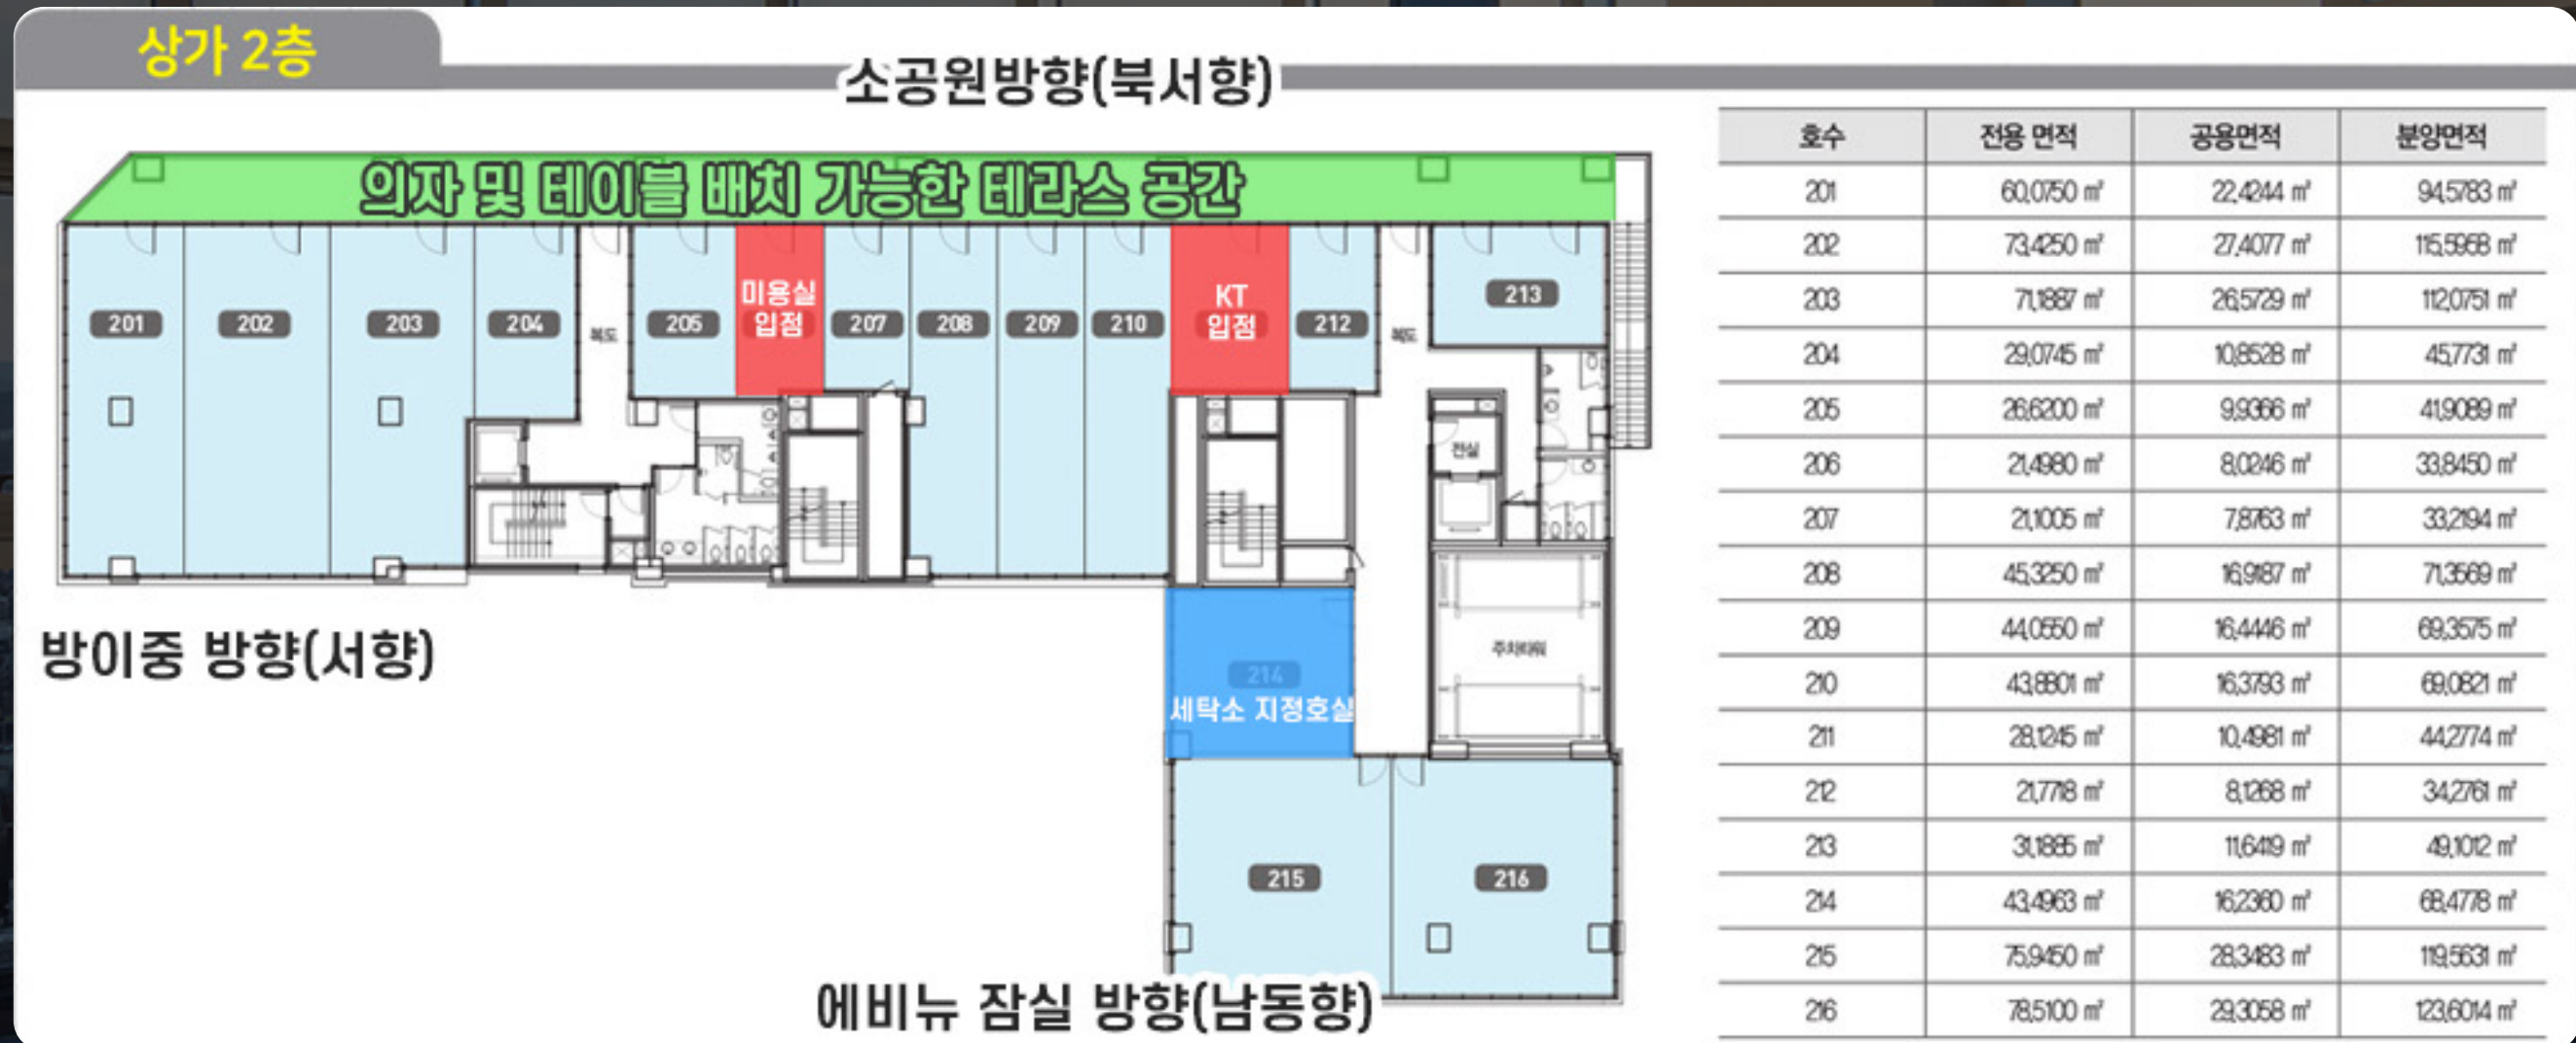 상가 2층
소공원방향(북서향)
의자 및 테이블 배치 가능한 테라스 공간
201
202
203
204
복도
205
미용실
입점
207
208
209
210
KT
입점
212
복도
213
전실
주차타워
214
세탁소 지정호실
215
216
방이중 방향(서향)
에비뉴 잠실 방향(남동향)
호수 전용 면적 공용면적 분양면적
201 60.0750 ㎡ 22.4244 ㎡ 94.5783 ㎡
202 73.4250 ㎡ 27.4077 ㎡ 115.5958 ㎡
203 71.1887 ㎡ 26.5729 ㎡ 112.0751 ㎡
204 29.0745 ㎡ 10.8528 ㎡ 45.7731 ㎡
205 26.6200 ㎡ 9.9366 ㎡ 41.9089 ㎡
206 21.4980 ㎡ 8.0246 ㎡ 33.8450 ㎡
207 21.1005 ㎡ 7.8763 ㎡ 33.2194 ㎡
208 45.3250 ㎡ 16.9187 ㎡ 71.3569 ㎡
209 44.0550 ㎡ 16.4446 ㎡ 69.3575 ㎡
210 43.8801 ㎡ 16.3793 ㎡ 69.0821 ㎡
211 28.1245 ㎡ 10.4981 ㎡ 44.2774 ㎡
212 21.7718 ㎡ 8.1268 ㎡ 34.2761 ㎡
213 31.1885 ㎡ 11.6419 ㎡ 49.1012 ㎡
214 43.4963 ㎡ 16.2360 ㎡ 68.4778 ㎡
215 75.9450 ㎡ 28.3483 ㎡ 119.5631 ㎡
216 78.5100 ㎡ 29.3058 ㎡ 123.6014 ㎡